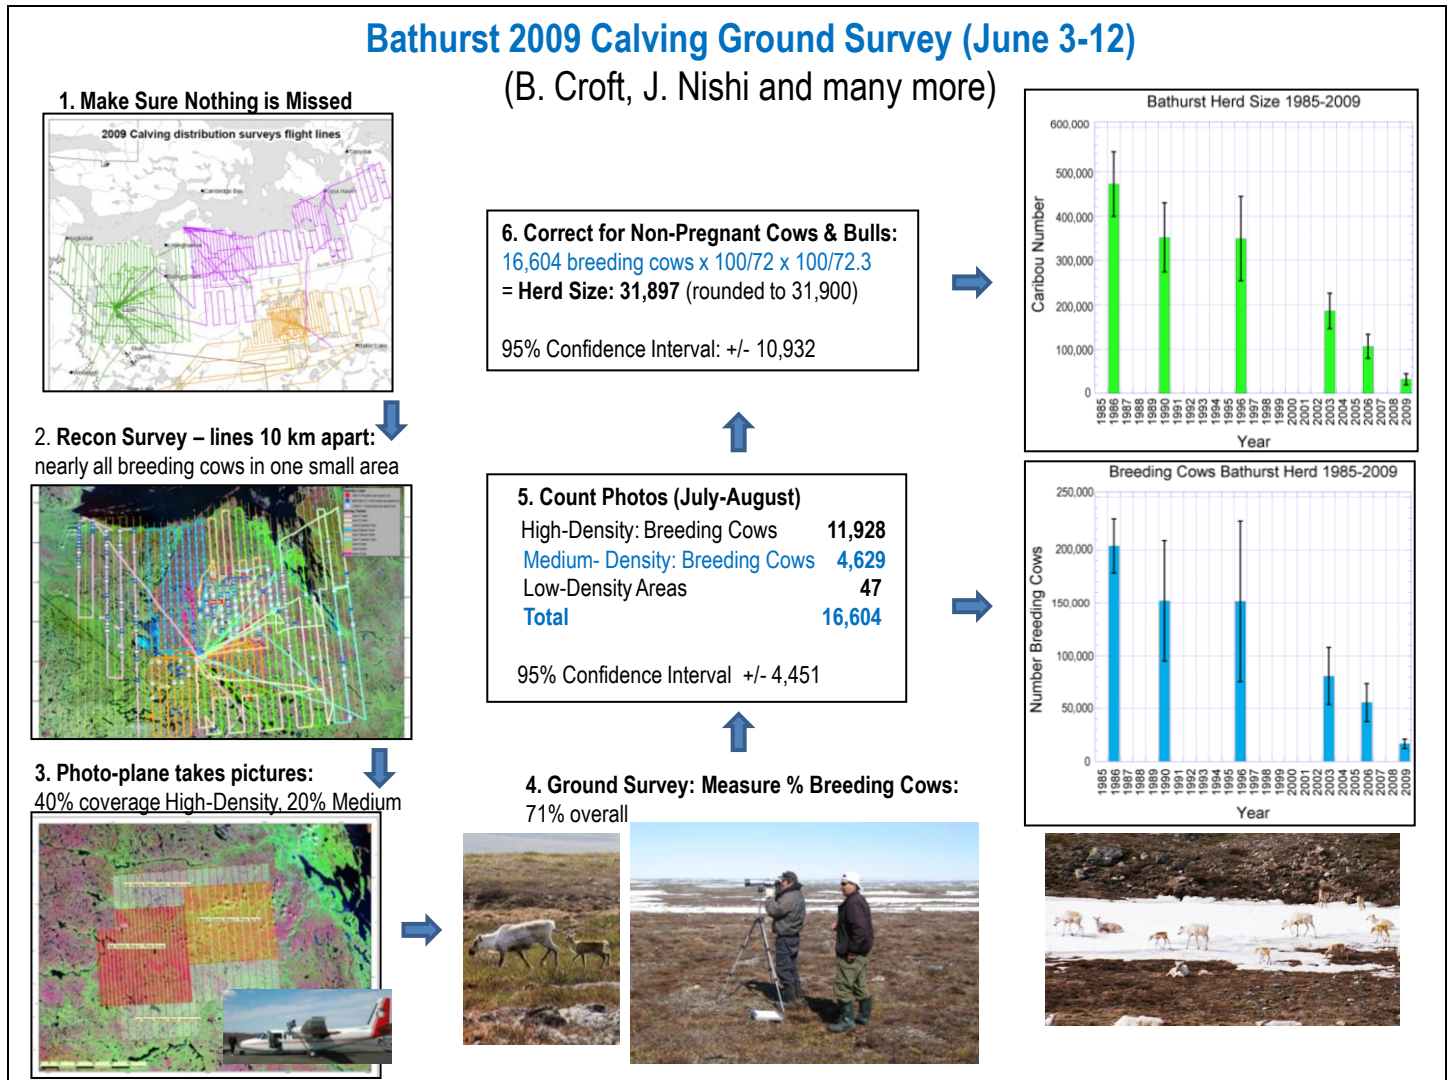 Bathurst 2009 Calving Ground Survey (June 3-12)
(B. Croft, J. Nishi and many more)
1. Make Sure Nothing is Missed
2009 Calving distribution surveys flight lines
Cambridge Bay
2. Recon Survey – lines 10 km apart:
nearly all breeding cows in one small area
3. Photo-plane takes pictures:
40% coverage High-Density, 20% Medium
4. Ground Survey: Measure % Breeding Cows:
71% overall
5. Count Photos (July-August)
High-Density: Breeding Cows 11,928
Medium- Density: Breeding Cows 4,629
Low-Density Areas 47
Total 16,604
95% Confidence Interval +/- 4,451
6. Correct for Non-Pregnant Cows & Bulls:
16,604 breeding cows x 100/72 x 100/72.3
= Herd Size: 31,897 (rounded to 31,900)
95% Confidence Interval: +/- 10,932
Bathurst Herd Size 1985-2009
Caribou Number
600,000
500,000
400,000
300,000
200,000
100,000
0
1985 1986 1987 1988 1989 1990 1991 1992 1993 1994 1995 1996 1997 1998 1999 2000 2001 2002 2003 2004 2005 2006 2007 2008 2009
Year
Breeding Cows Bathurst Herd 1985-2009
Number Breeding Cows
250,000
200,000
150,000
100,000
50,000
0
1985 1986 1987 1988 1989 1990 1991 1992 1993 1994 1995 1996 1997 1998 1999 2000 2001 2002 2003 2004 2005 2006 2007 2008 2009
Year